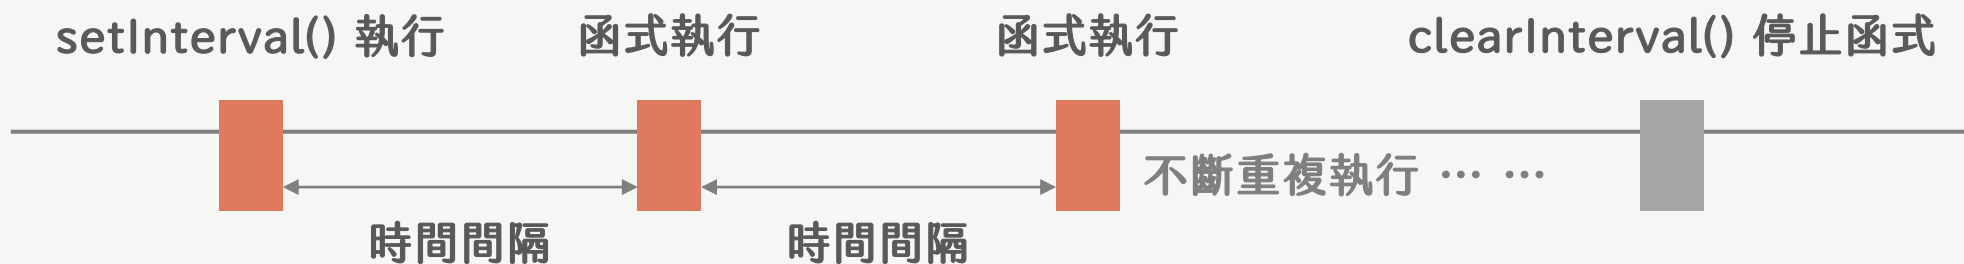 setInterval() 執行
函式執行
函式執行
clearInterval() 停止函式
不斷重複執行 … …
時間間隔
時間間隔